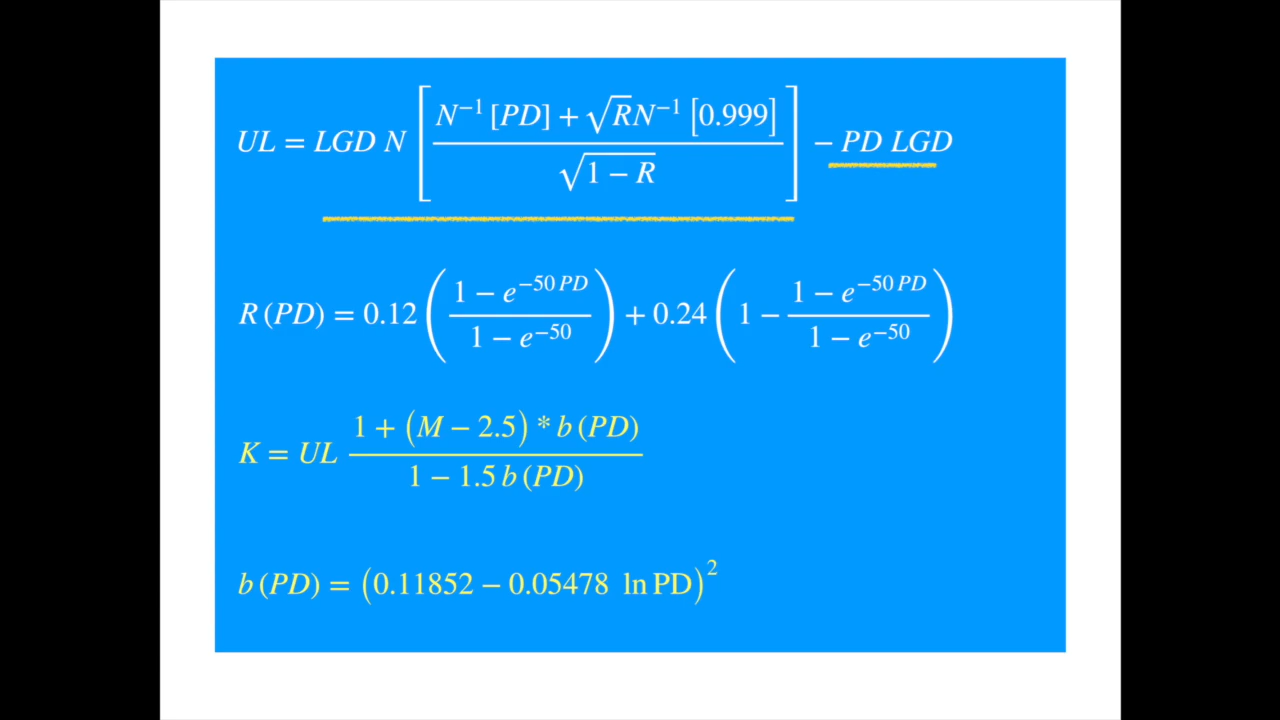 UL = LGD N [ (N⁻¹ [PD] + √R N⁻¹ [0.999]) / √(1 − R) ] − PD LGD
R (PD) = 0.12 ( (1 − e^(−50 PD)) / (1 − e^(−50)) ) + 0.24 ( 1 − (1 − e^(−50 PD)) / (1 − e^(−50)) )
K = UL (1 + (M − 2.5) * b (PD)) / (1 − 1.5 b (PD))
b (PD) = (0.11852 − 0.05478 ln PD)²